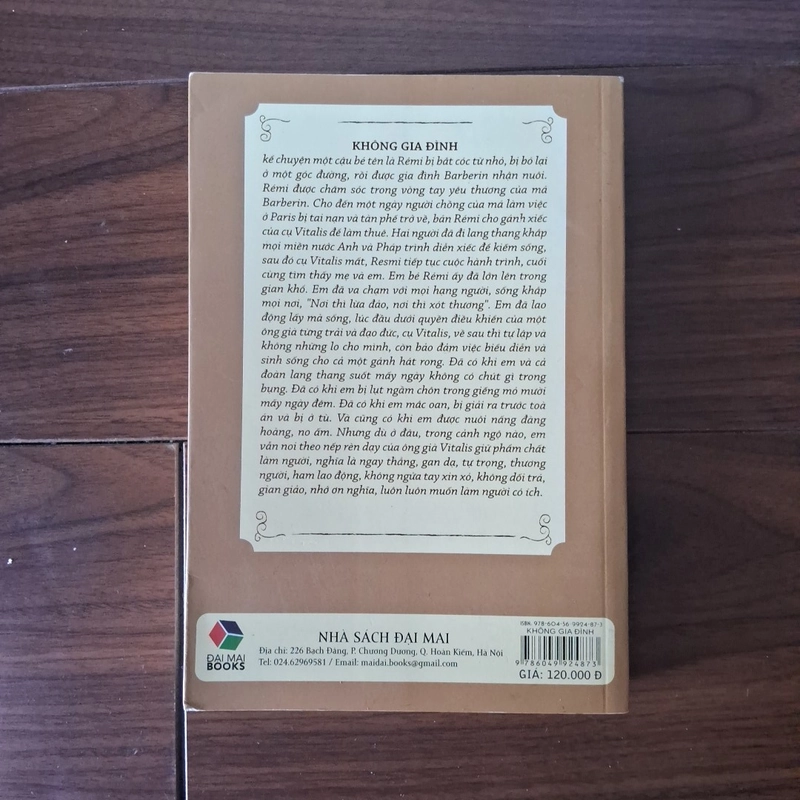 KHÔNG GIA ĐÌNH
kể chuyện một cậu bé tên là Rémi bị bắt cóc từ nhỏ, bị bỏ lại
ở một góc đường, rồi được gia đình Barberin nhận nuôi.
Rémi được chăm sóc trong vòng tay yêu thương của má
Barberin. Cho đến một ngày người chồng của má làm việc
ở Paris bị tai nạn và tàn phế trở về, bán Rémi cho gánh xiếc
của cụ Vitalis để làm thuê. Hai người đã đi lang thang khắp
mọi miền nước Anh và Pháp trình diễn xiếc để kiếm sống,
sau đó cụ Vitalis mất, Resmi tiếp tục cuộc hành trình, cuối
cùng tìm thấy mẹ và em. Em bé Rémi ấy đã lớn lên trong
gian khó. Em đã va chạm với mọi hạng người, sống khắp
mọi nơi, "Nơi thì lừa đảo, nơi thì xót thương". Em đã lao
động lấy mà sống, lúc đầu dưới quyền điều khiển của một
ông già từng trải và đạo đức, cụ Vitalis, về sau thì tự lập và
không những lo cho mình, còn bảo đảm việc biểu diễn và
sinh sống cho cả một gánh hát rong. Đã có khi em và cả
đoàn lang thang suốt mấy ngày không có chút gì trong
bụng. Đã có khi em bị lụt ngầm chôn trong giếng mỏ mười
mấy ngày đêm. Đã có khi em mắc oan, bị giải ra trước toà
án và bị ở tù. Và cũng có khi em được nuôi nấng đàng
hoàng, no ấm. Nhưng dù ở đâu, trong cảnh ngộ nào, em
vẫn noi theo nếp rèn dạy của ông già Vitalis giữ phẩm chất
làm người, nghĩa là ngay thẳng, gan dạ, tự trọng, thương
người, ham lao động, không ngửa tay xin xỏ, không dối trá,
gian giảo, nhớ ơn nghĩa, luôn luôn muốn làm người có ích.
ĐẠI MAI
BOOKS
NHÀ SÁCH ĐẠI MAI
Địa chỉ: 226 Bạch Đằng, P. Chương Dương, Q. Hoàn Kiếm, Hà Nội
Tel: 024.62969581 / Email: maidai.books@gmail.com
ISBN: 978-604-56-9924-87-3
KHÔNG GIA ĐÌNH
9 786049 924873
GIÁ: 120.000 Đ